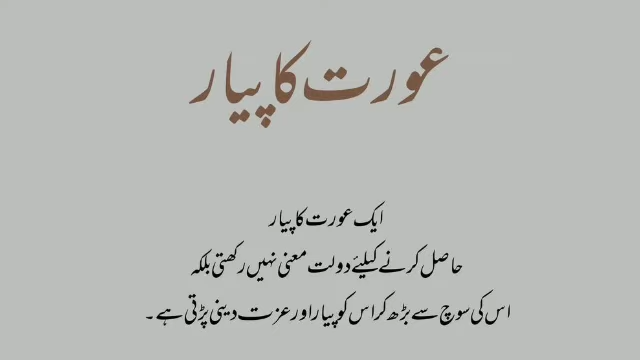 عورت کا پیار
ایک عورت کا پیار
حاصل کرنے کیلئے دولت معنی نہیں رکھتی بلکہ
اس کی سوچ سے بڑھ کر اس کو پیار اور عزت دینی پڑتی ہے۔